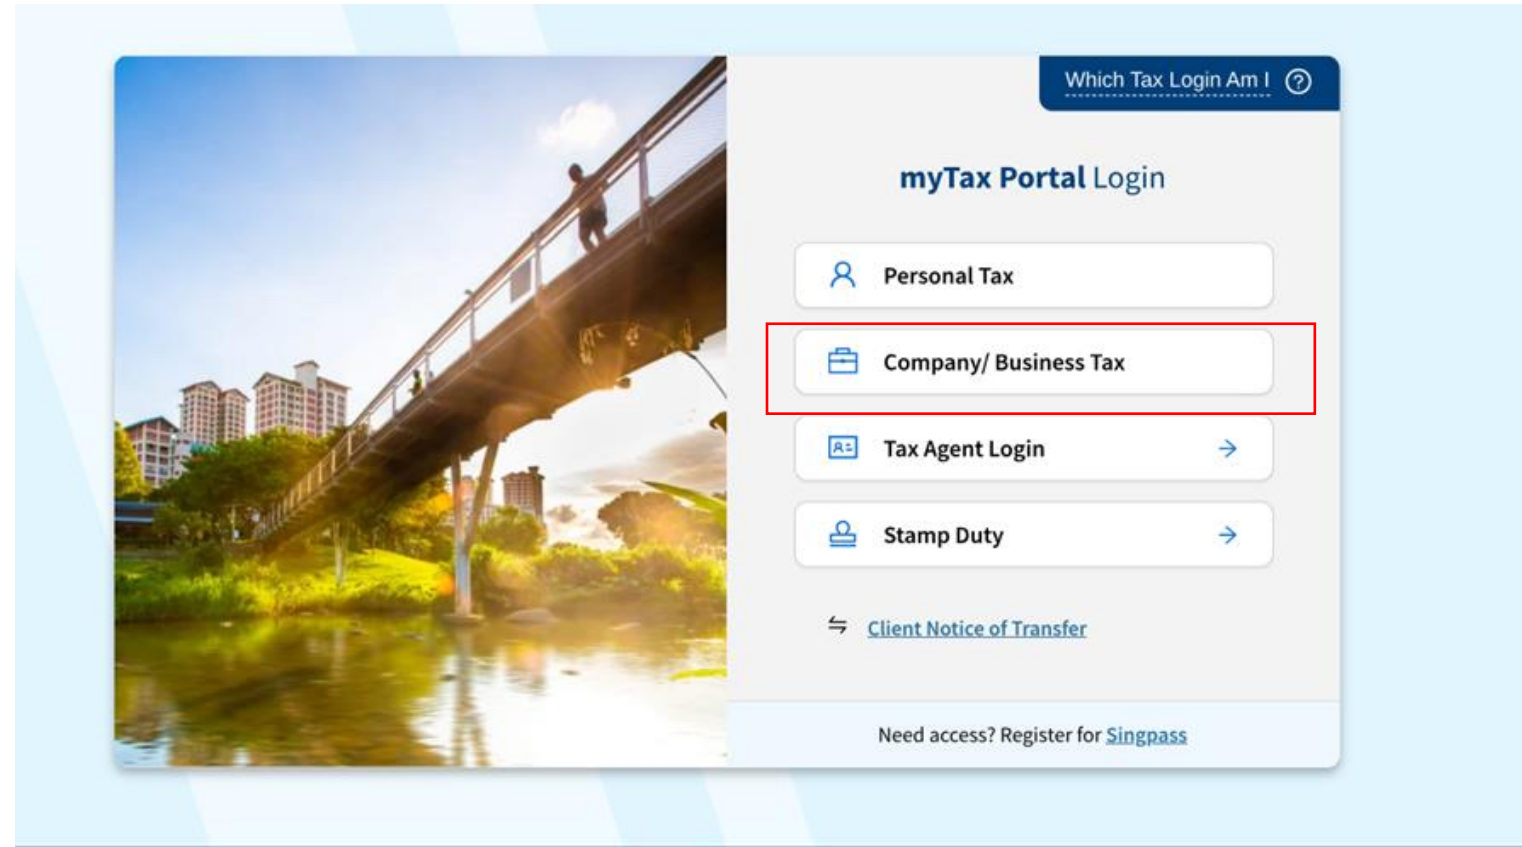 Which Tax Login Am I
myTax Portal Login
Personal Tax
Company/ Business Tax
Tax Agent Login
Stamp Duty
Client Notice of Transfer
Need access? Register for Singpass